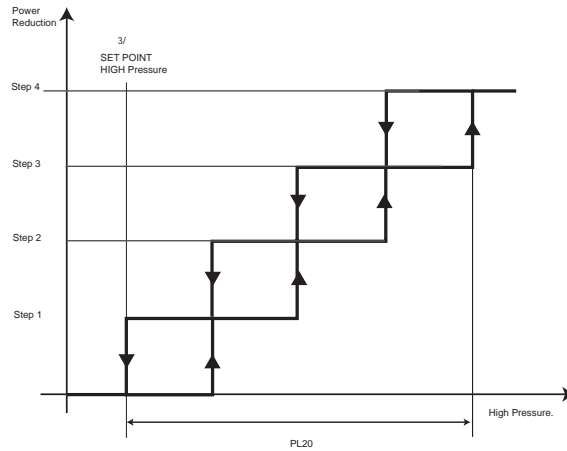 Power
Reduction
3/
SET POINT
HIGH Pressure
Step 4
Step 3
Step 2
Step 1
High Pressure.
PL20